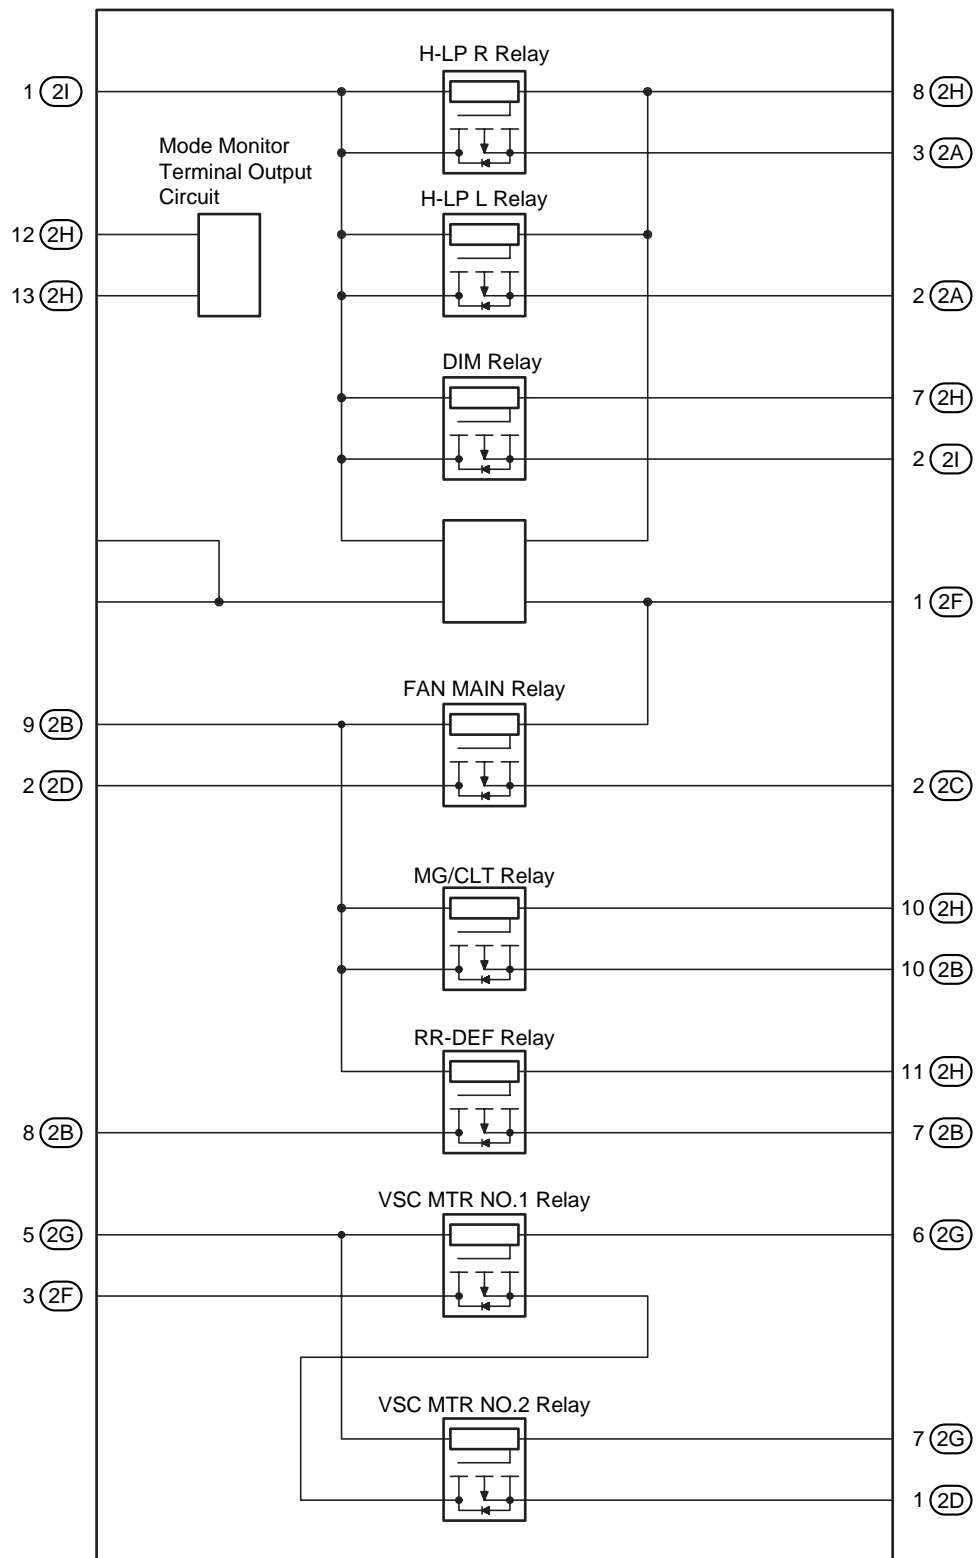 H-LP R Relay
1 2I
8 2H
Mode Monitor
Terminal Output
Circuit
3 2A
H-LP L Relay
12 2H
13 2H
2 2A
DIM Relay
7 2H
2 2I
1 2F
FAN MAIN Relay
9 2B
2 2D
2 2C
MG/CLT Relay
10 2H
10 2B
RR-DEF Relay
11 2H
8 2B
7 2B
VSC MTR NO.1 Relay
5 2G
6 2G
3 2F
VSC MTR NO.2 Relay
7 2G
1 2D